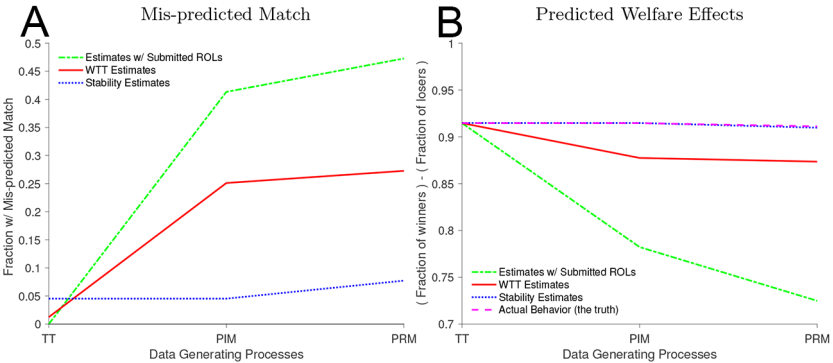 A
Mis-predicted Match
Fraction w/ Mis-predicted Match
0.5
0.45
0.4
0.35
0.3
0.25
0.2
0.15
0.1
0.05
0
Estimates w/ Submitted ROLs
WTT Estimates
Stability Estimates
TT PIM PRM
Data Generating Processes
B
Predicted Welfare Effects
( Fraction of winners ) - ( Fraction of losers )
1
0.95
0.9
0.85
0.8
0.75
0.7
Estimates w/ Submitted ROLs
WTT Estimates
Stability Estimates
Actual Behavior (the truth)
TT PIM PRM
Data Generating Processes